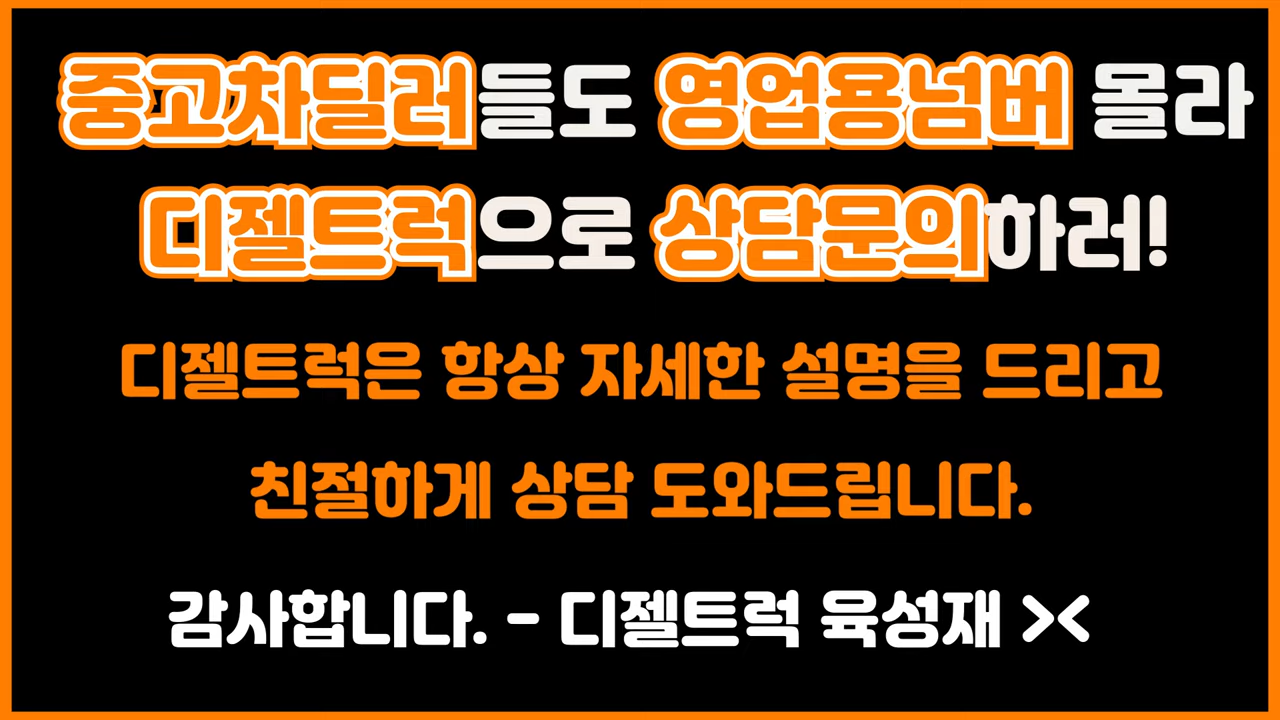 중고차딜러들도 영업용넘버 몰라
디젤트럭으로 상담문의하러!
디젤트럭은 항상 자세한 설명을 드리고
친절하게 상담 도와드립니다.
감사합니다. - 디젤트럭 육성재 ><